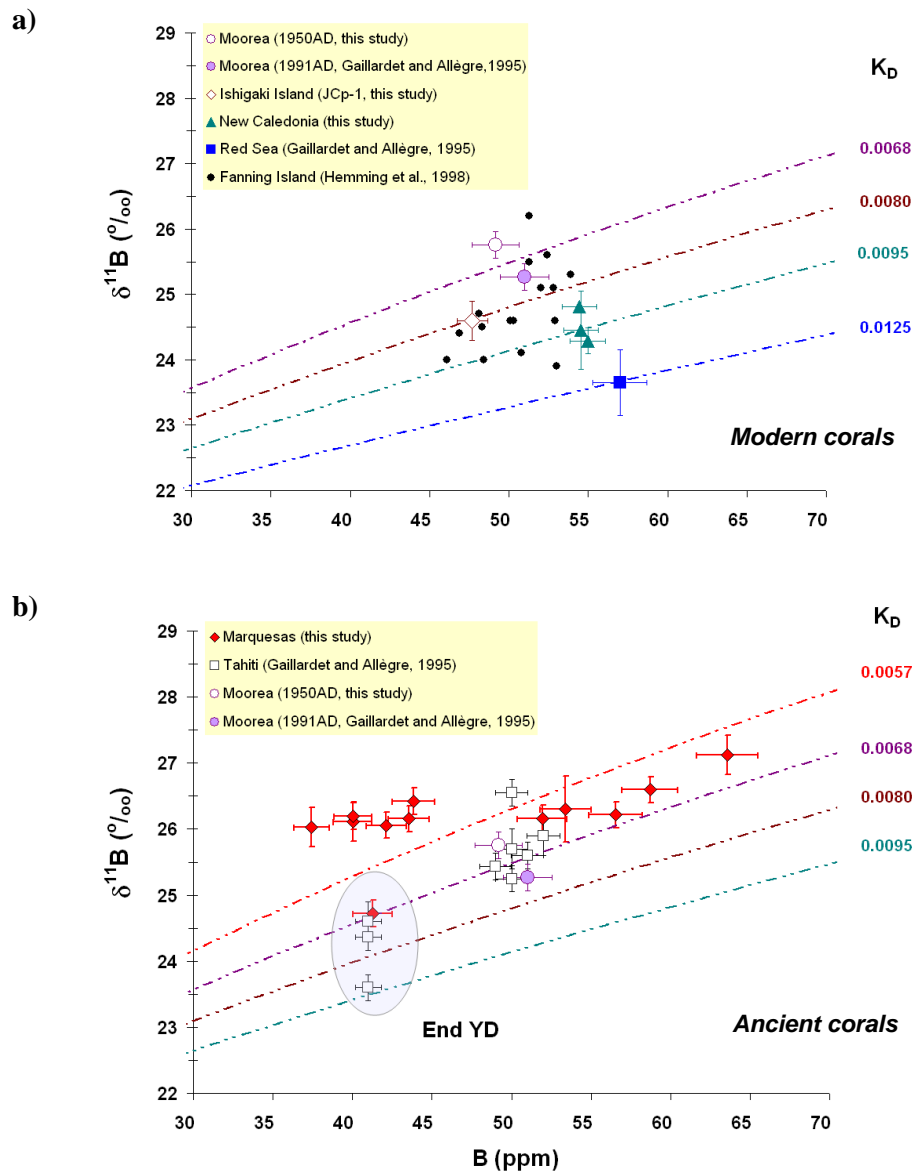 a)
29
28
27
26
25
24
23
22
δ11B (o/oo)
Moorea (1950AD, this study)
Moorea (1991AD, Gaillardet and Allègre,1995)
Ishigaki Island (JCp-1, this study)
New Caledonia (this study)
Red Sea (Gaillardet and Allègre, 1995)
Fanning Island (Hemming et al., 1998)
KD
0.0068
0.0080
0.0095
0.0125
Modern corals
30 35 40 45 50 55 60 65 70
b)
29
28
27
26
25
24
23
22
δ11B (o/oo)
Marquesas (this study)
Tahiti (Gaillardet and Allègre, 1995)
Moorea (1950AD, this study)
Moorea (1991AD, Gaillardet and Allègre, 1995)
KD
0.0057
0.0068
0.0080
0.0095
End YD
Ancient corals
30 35 40 45 50 55 60 65 70
B (ppm)